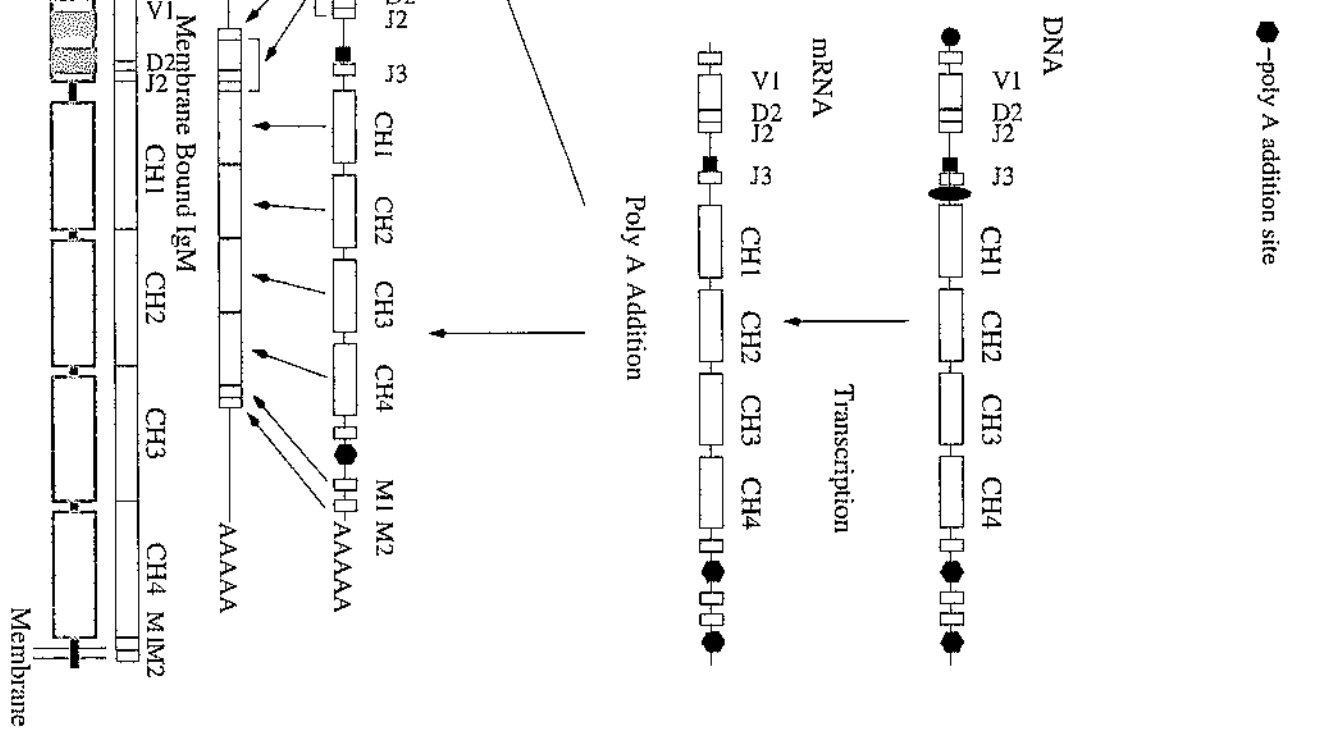 -poly A addition site
DNA
V1
D2
J2
J3
CH1
CH2
CH3
CH4
Transcription
mRNA
V1
D2
J2
J3
CH1
CH2
CH3
CH4
Poly A Addition
D2
J2
J3
CH1
CH2
CH3
CH4
M1 M2
AAAAA
AAAAA
Membrane Bound IgM
V1
D2
J2
CH1
CH2
CH3
CH4
M1M2
Membrane